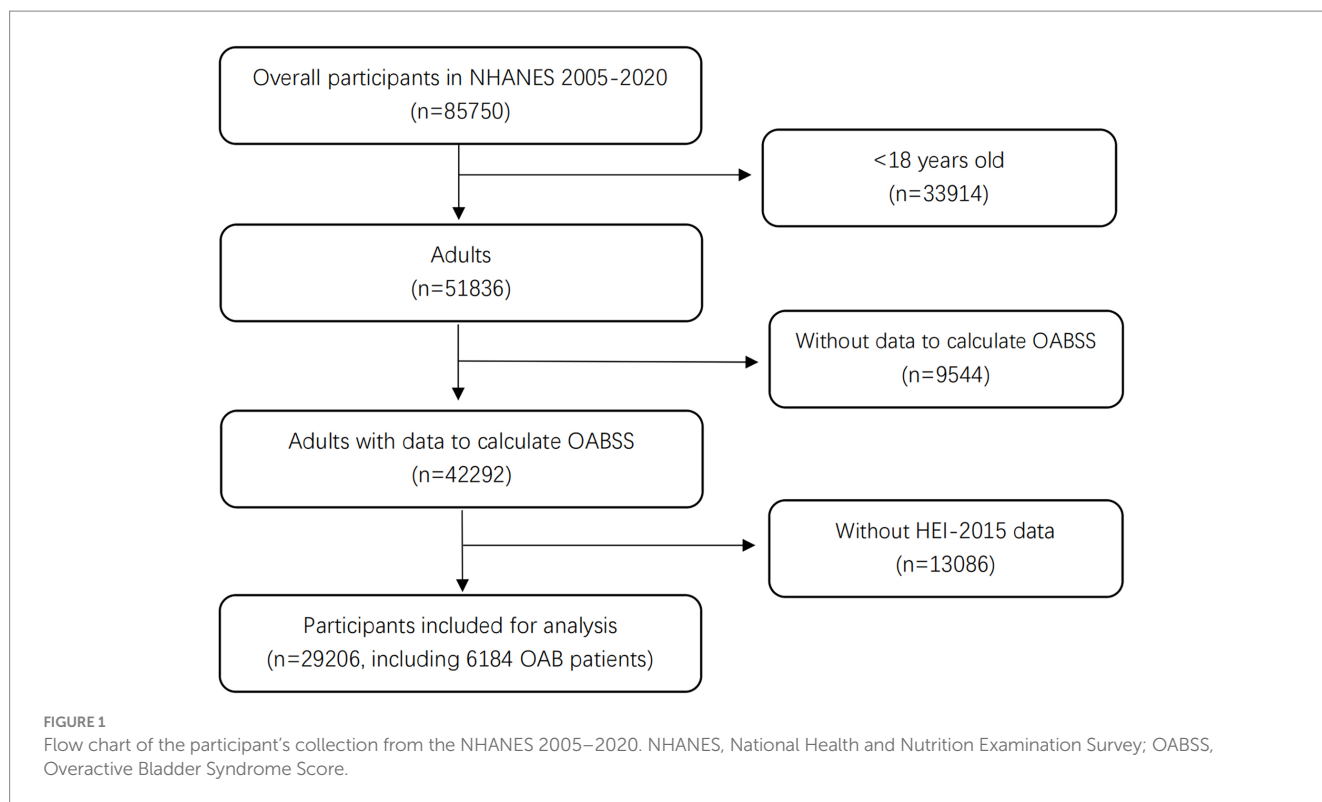 Overall participants in NHANES 2005-2020
(n=85750)
<18 years old
(n=33914)
Adults
(n=51836)
Without data to calculate OABSS
(n=9544)
Adults with data to calculate OABSS
(n=42292)
Without HEI-2015 data
(n=13086)
Participants included for analysis
(n=29206, including 6184 OAB patients)
FIGURE 1
Flow chart of the participant’s collection from the NHANES 2005–2020. NHANES, National Health and Nutrition Examination Survey; OABSS,
Overactive Bladder Syndrome Score.